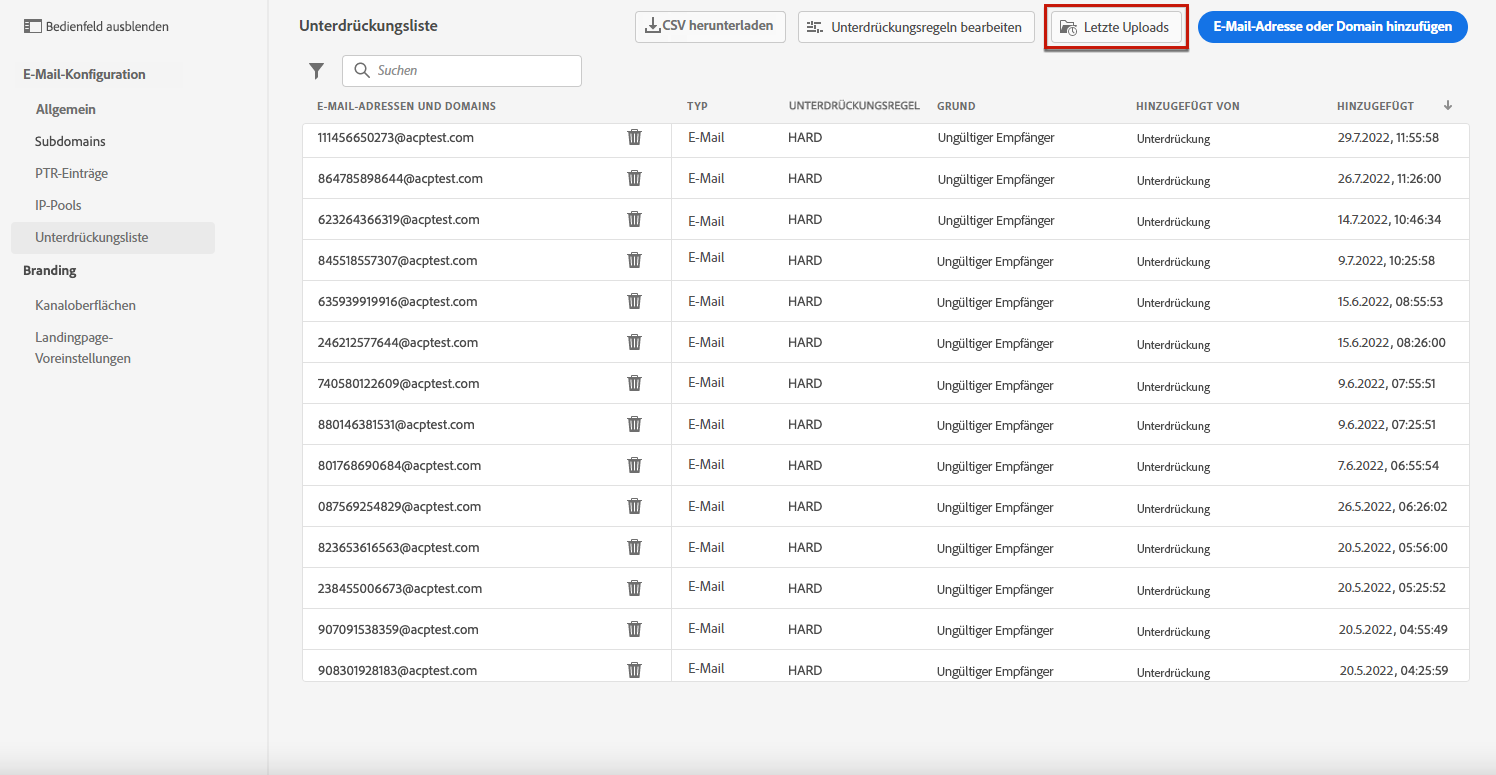 Bedienfeld ausblenden
E-Mail-Konfiguration
Allgemein
Subdomains
PTR-Einträge
IP-Pools
Unterdrückungsliste
Branding
Kanaloberflächen
Landingpage-
Voreinstellungen
Unterdrückungsliste
CSV herunterladen
Unterdrückungsregeln bearbeiten
Letzte Uploads
E-Mail-Adresse oder Domain hinzufügen
Suchen
E-MAIL-ADRESSEN UND DOMAINS TYP UNTERDRÜCKUNGSREGEL GRUND HINZUGEFÜGT VON HINZUGEFÜGT
111456650273@acptest.com E-Mail HARD Ungültiger Empfänger Unterdrückung 29.7.2022, 11:55:58
864785898644@acptest.com E-Mail HARD Ungültiger Empfänger Unterdrückung 26.7.2022, 11:26:00
623264366319@acptest.com E-Mail HARD Ungültiger Empfänger Unterdrückung 14.7.2022, 10:46:34
845518557307@acptest.com E-Mail HARD Ungültiger Empfänger Unterdrückung 9.7.2022, 10:25:58
635939919916@acptest.com E-Mail HARD Ungültiger Empfänger Unterdrückung 15.6.2022, 08:55:53
246212577644@acptest.com E-Mail HARD Ungültiger Empfänger Unterdrückung 15.6.2022, 08:26:00
740580122609@acptest.com E-Mail HARD Ungültiger Empfänger Unterdrückung 9.6.2022, 07:55:51
880146381531@acptest.com E-Mail HARD Ungültiger Empfänger Unterdrückung 9.6.2022, 07:25:51
801768690684@acptest.com E-Mail HARD Ungültiger Empfänger Unterdrückung 7.6.2022, 06:55:54
087569254829@acptest.com E-Mail HARD Ungültiger Empfänger Unterdrückung 26.5.2022, 06:26:02
823653616563@acptest.com E-Mail HARD Ungültiger Empfänger Unterdrückung 20.5.2022, 05:56:00
238455006673@acptest.com E-Mail HARD Ungültiger Empfänger Unterdrückung 20.5.2022, 05:25:52
907091538359@acptest.com E-Mail HARD Ungültiger Empfänger Unterdrückung 20.5.2022, 04:55:49
908301928183@acptest.com E-Mail HARD Ungültiger Empfänger Unterdrückung 20.5.2022, 04:25:59